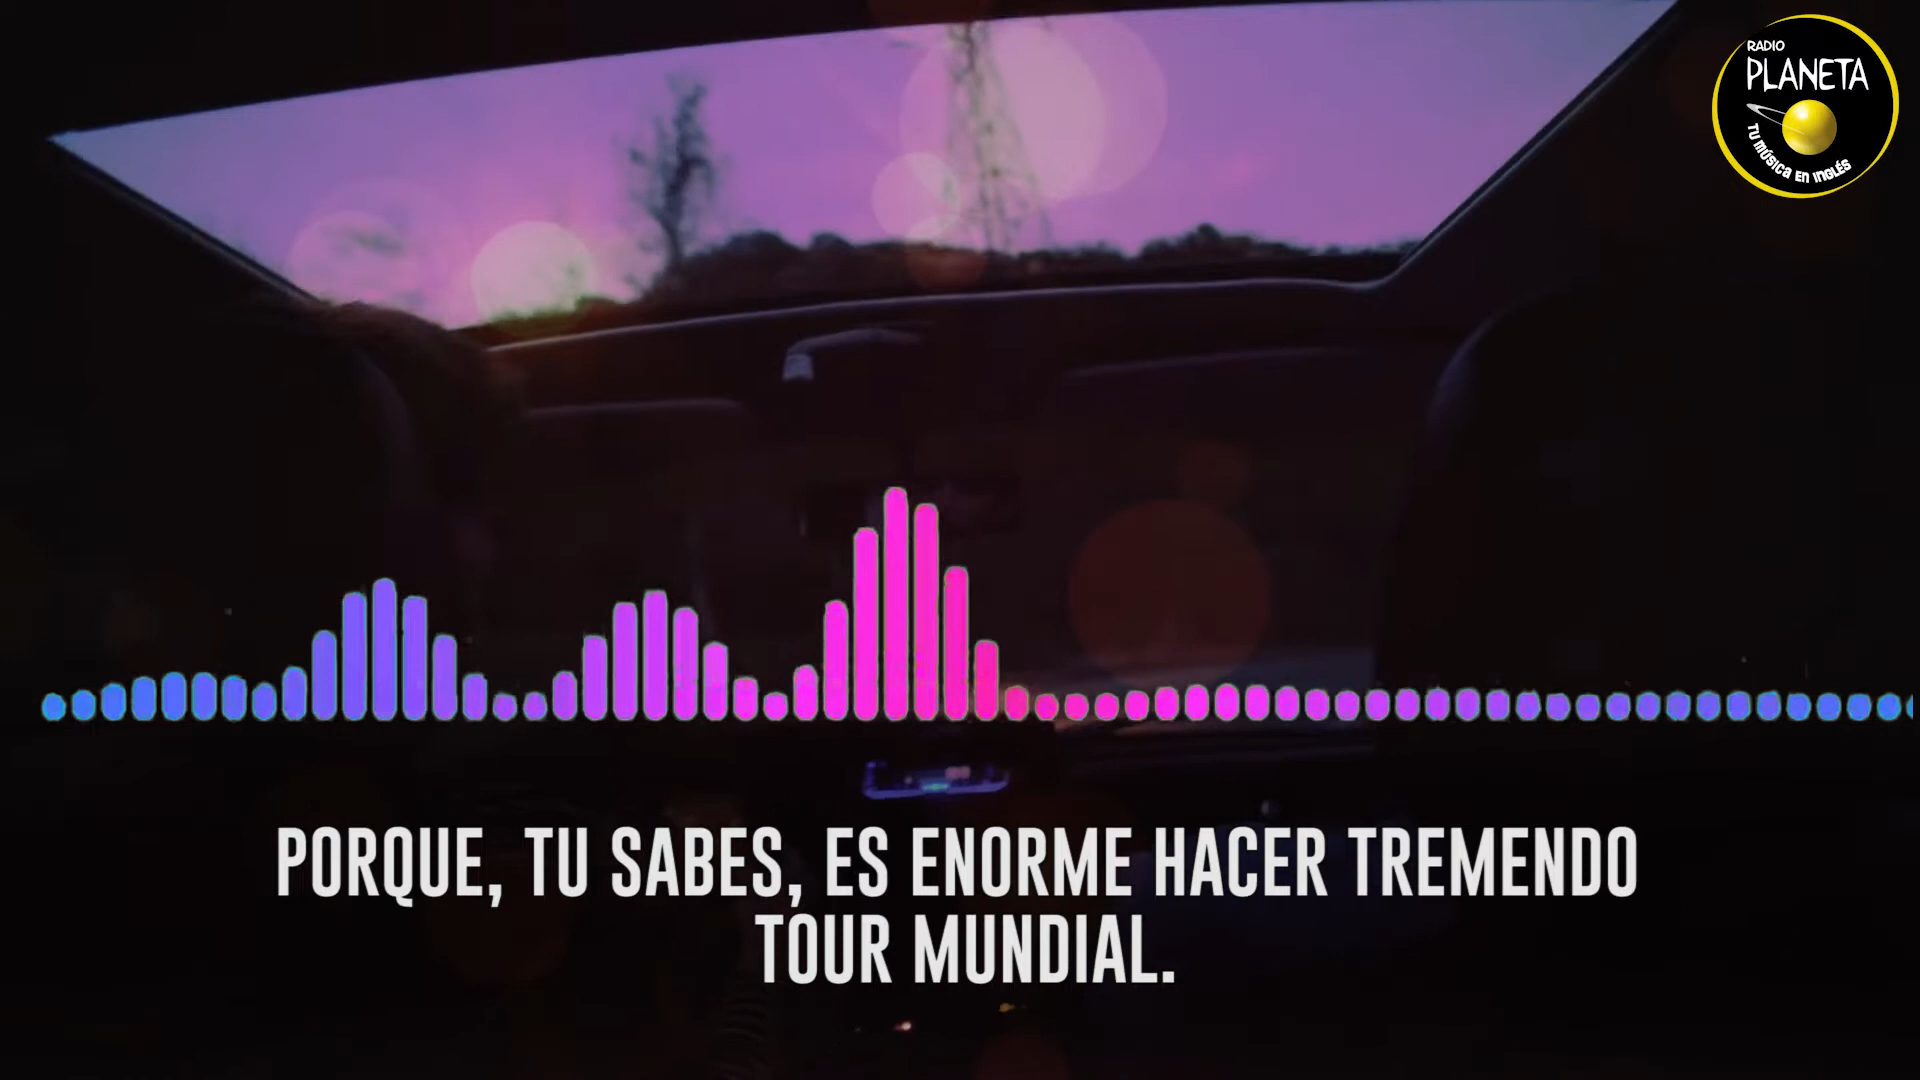 RADIO
PLANETA
TU MÚSICA EN INGLÉS
PORQUE, TU SABES, ES ENORME HACER TREMENDO
TOUR MUNDIAL.